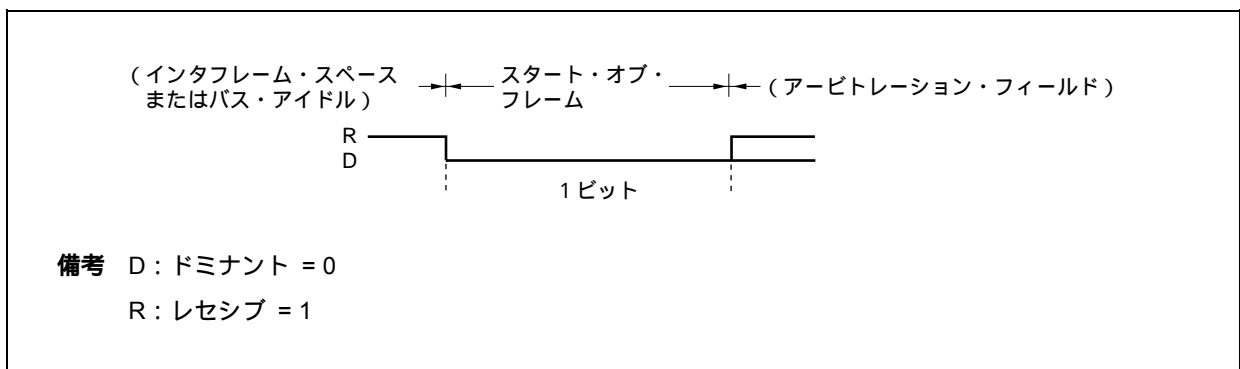 (インタフレーム・スペース
またはバス・アイドル)
スタート・オブ・
フレーム
(アービトレーション・フィールド)
R
D
1ビット
備考 D:ドミナント = 0
R:レセシブ = 1